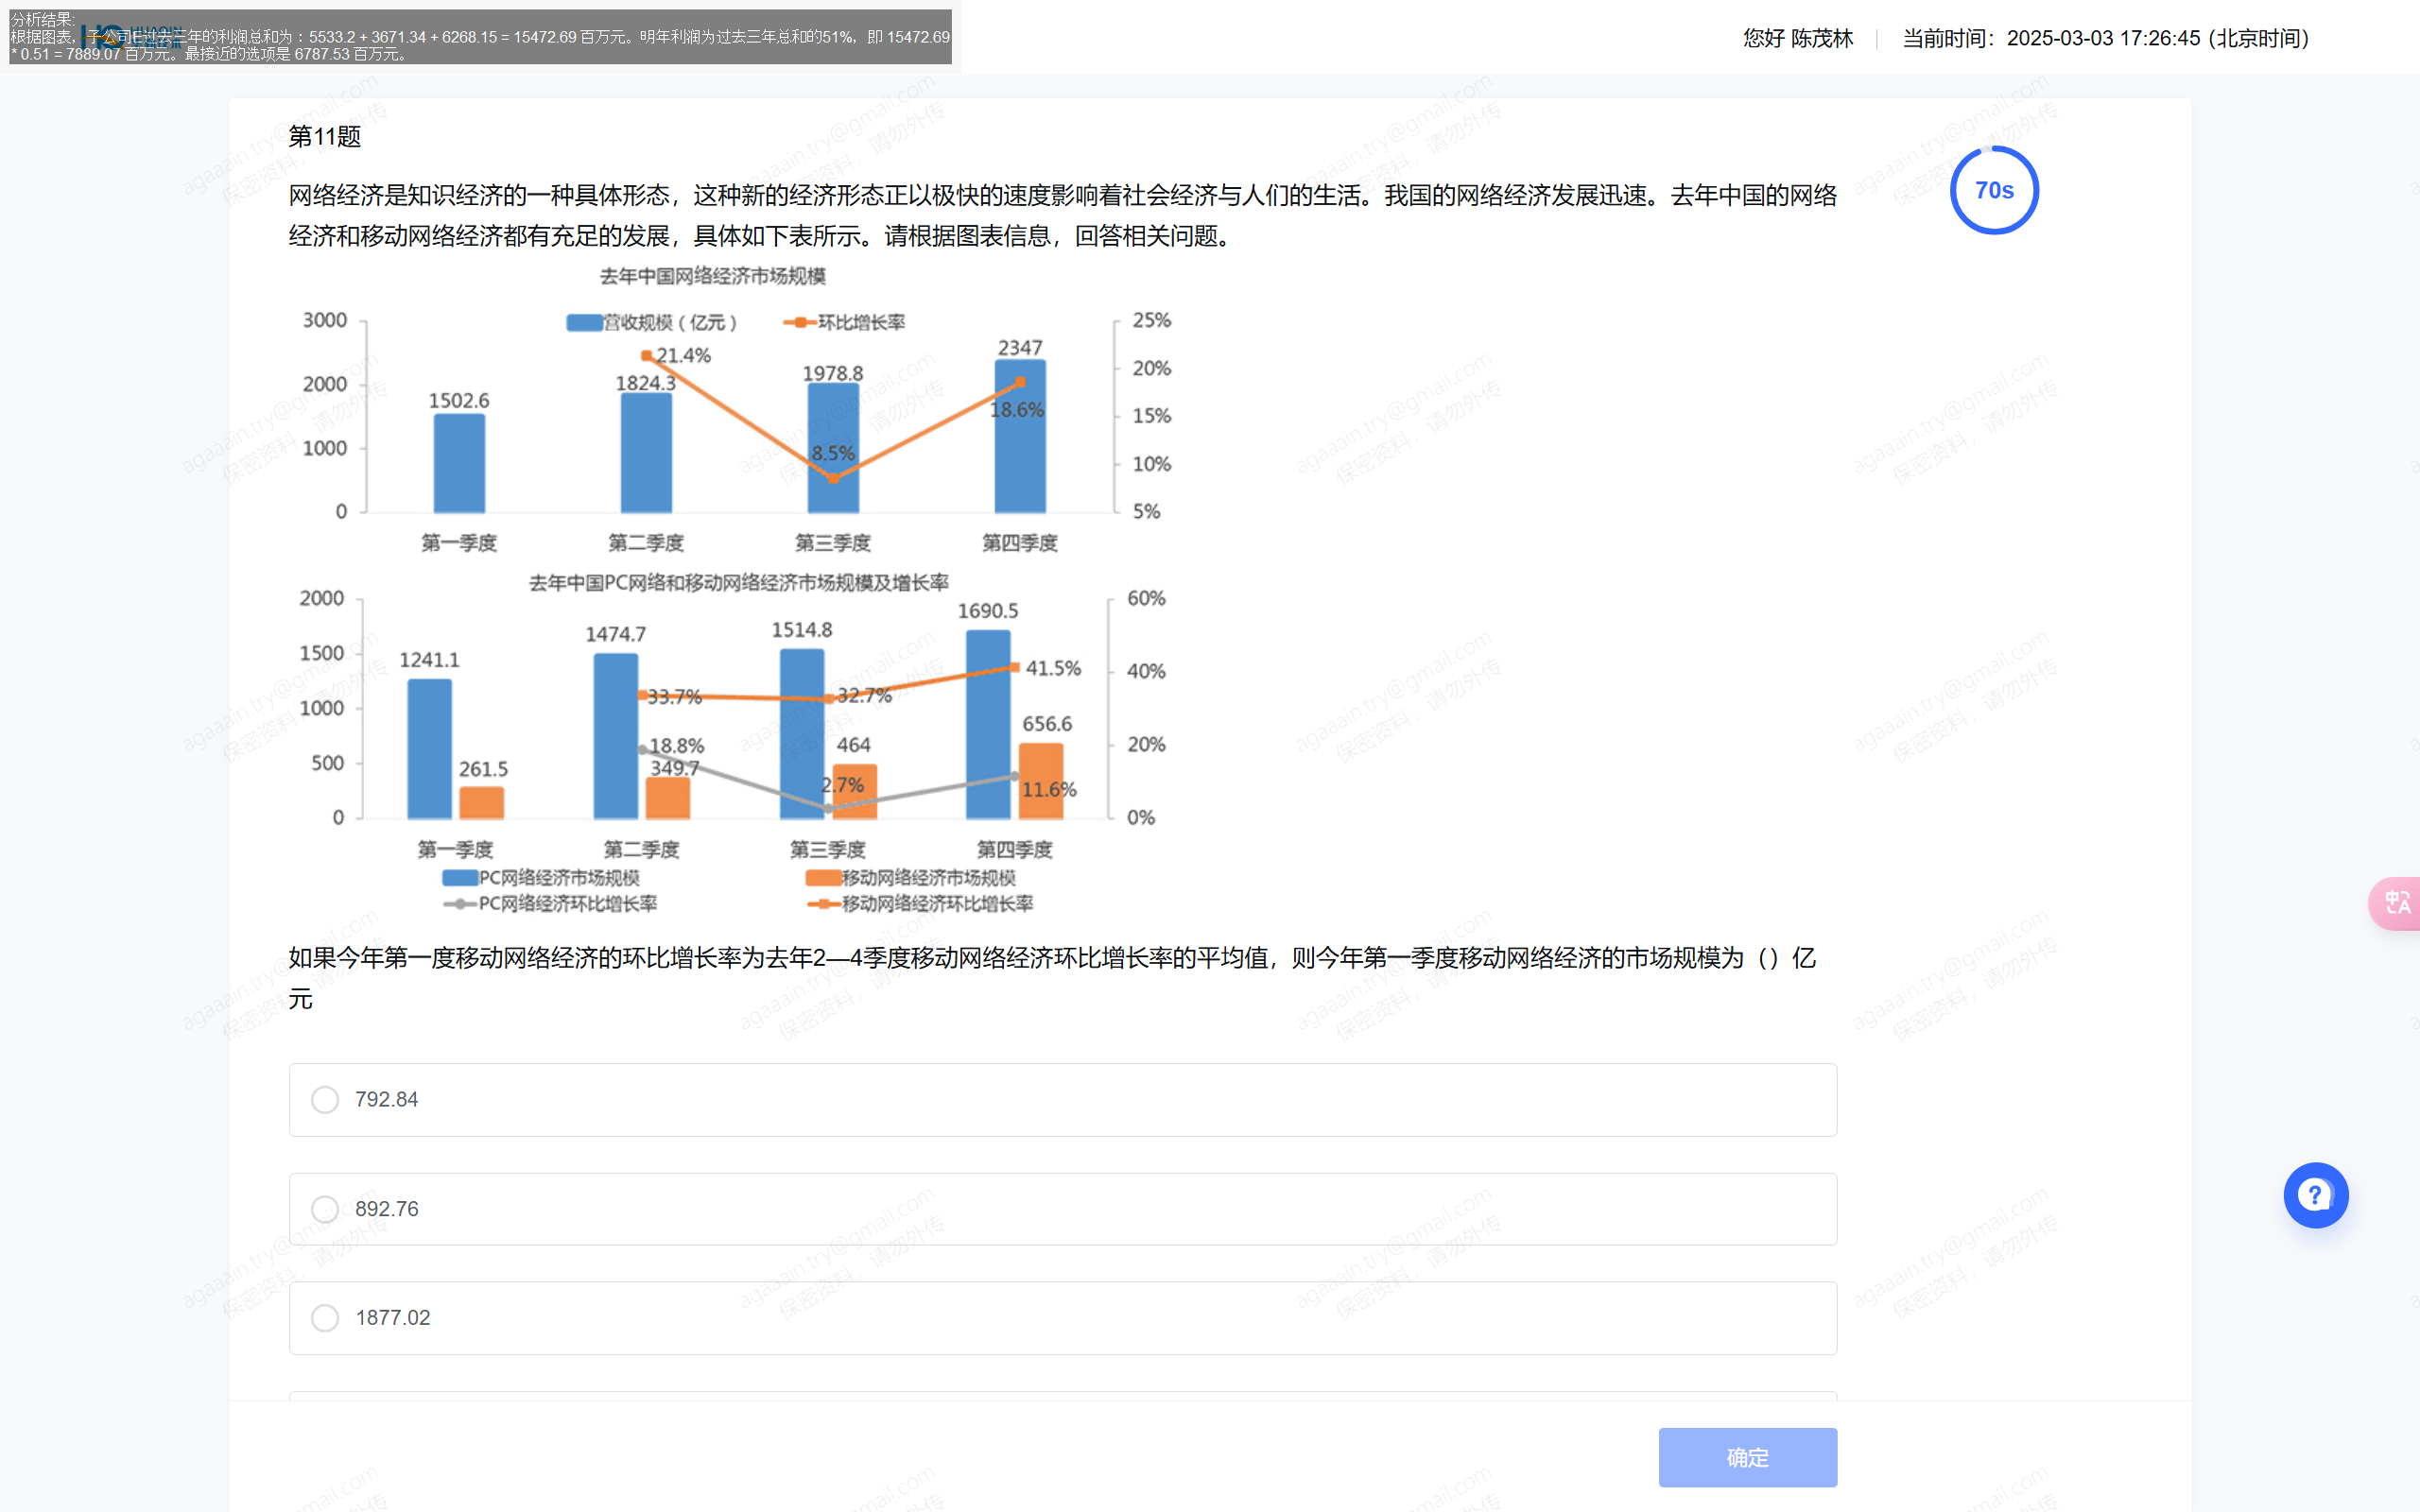 分析结果:
根据图表，子公司E过去三年的利润总和为：5533.2 + 3671.34 + 6268.15 = 15472.69 百万元。明年利润为过去三年总和的51%，即 15472.69
* 0.51 = 7889.07 百万元。最接近的选项是 6787.53 百万元。
您好 陈茂林
当前时间：2025-03-03 17:26:45 (北京时间)
第11题
70s
网络经济是知识经济的一种具体形态，这种新的经济形态正以极快的速度影响着社会经济与人们的生活。我国的网络经济发展迅速。去年中国的网络
经济和移动网络经济都有充足的发展，具体如下表所示。请根据图表信息，回答相关问题。
去年中国网络经济市场规模
营收规模（亿元） 环比增长率
3000
2000
1000
0
25%
20%
15%
10%
5%
1502.6
1824.3
1978.8
2347
21.4%
8.5%
18.6%
第一季度 第二季度 第三季度 第四季度
去年中国PC网络和移动网络经济市场规模及增长率
2000
1500
1000
500
0
60%
40%
20%
0%
1241.1
1474.7
1514.8
1690.5
261.5
349.7
464
656.6
33.7%
32.7%
41.5%
18.8%
2.7%
11.6%
第一季度 第二季度 第三季度 第四季度
PC网络经济市场规模 移动网络经济市场规模
PC网络经济环比增长率 移动网络经济环比增长率
如果今年第一度移动网络经济的环比增长率为去年2—4季度移动网络经济环比增长率的平均值，则今年第一季度移动网络经济的市场规模为（）亿
元
792.84
892.76
1877.02
确定
agaaain.try@gmail.com
保密资料，请勿外传